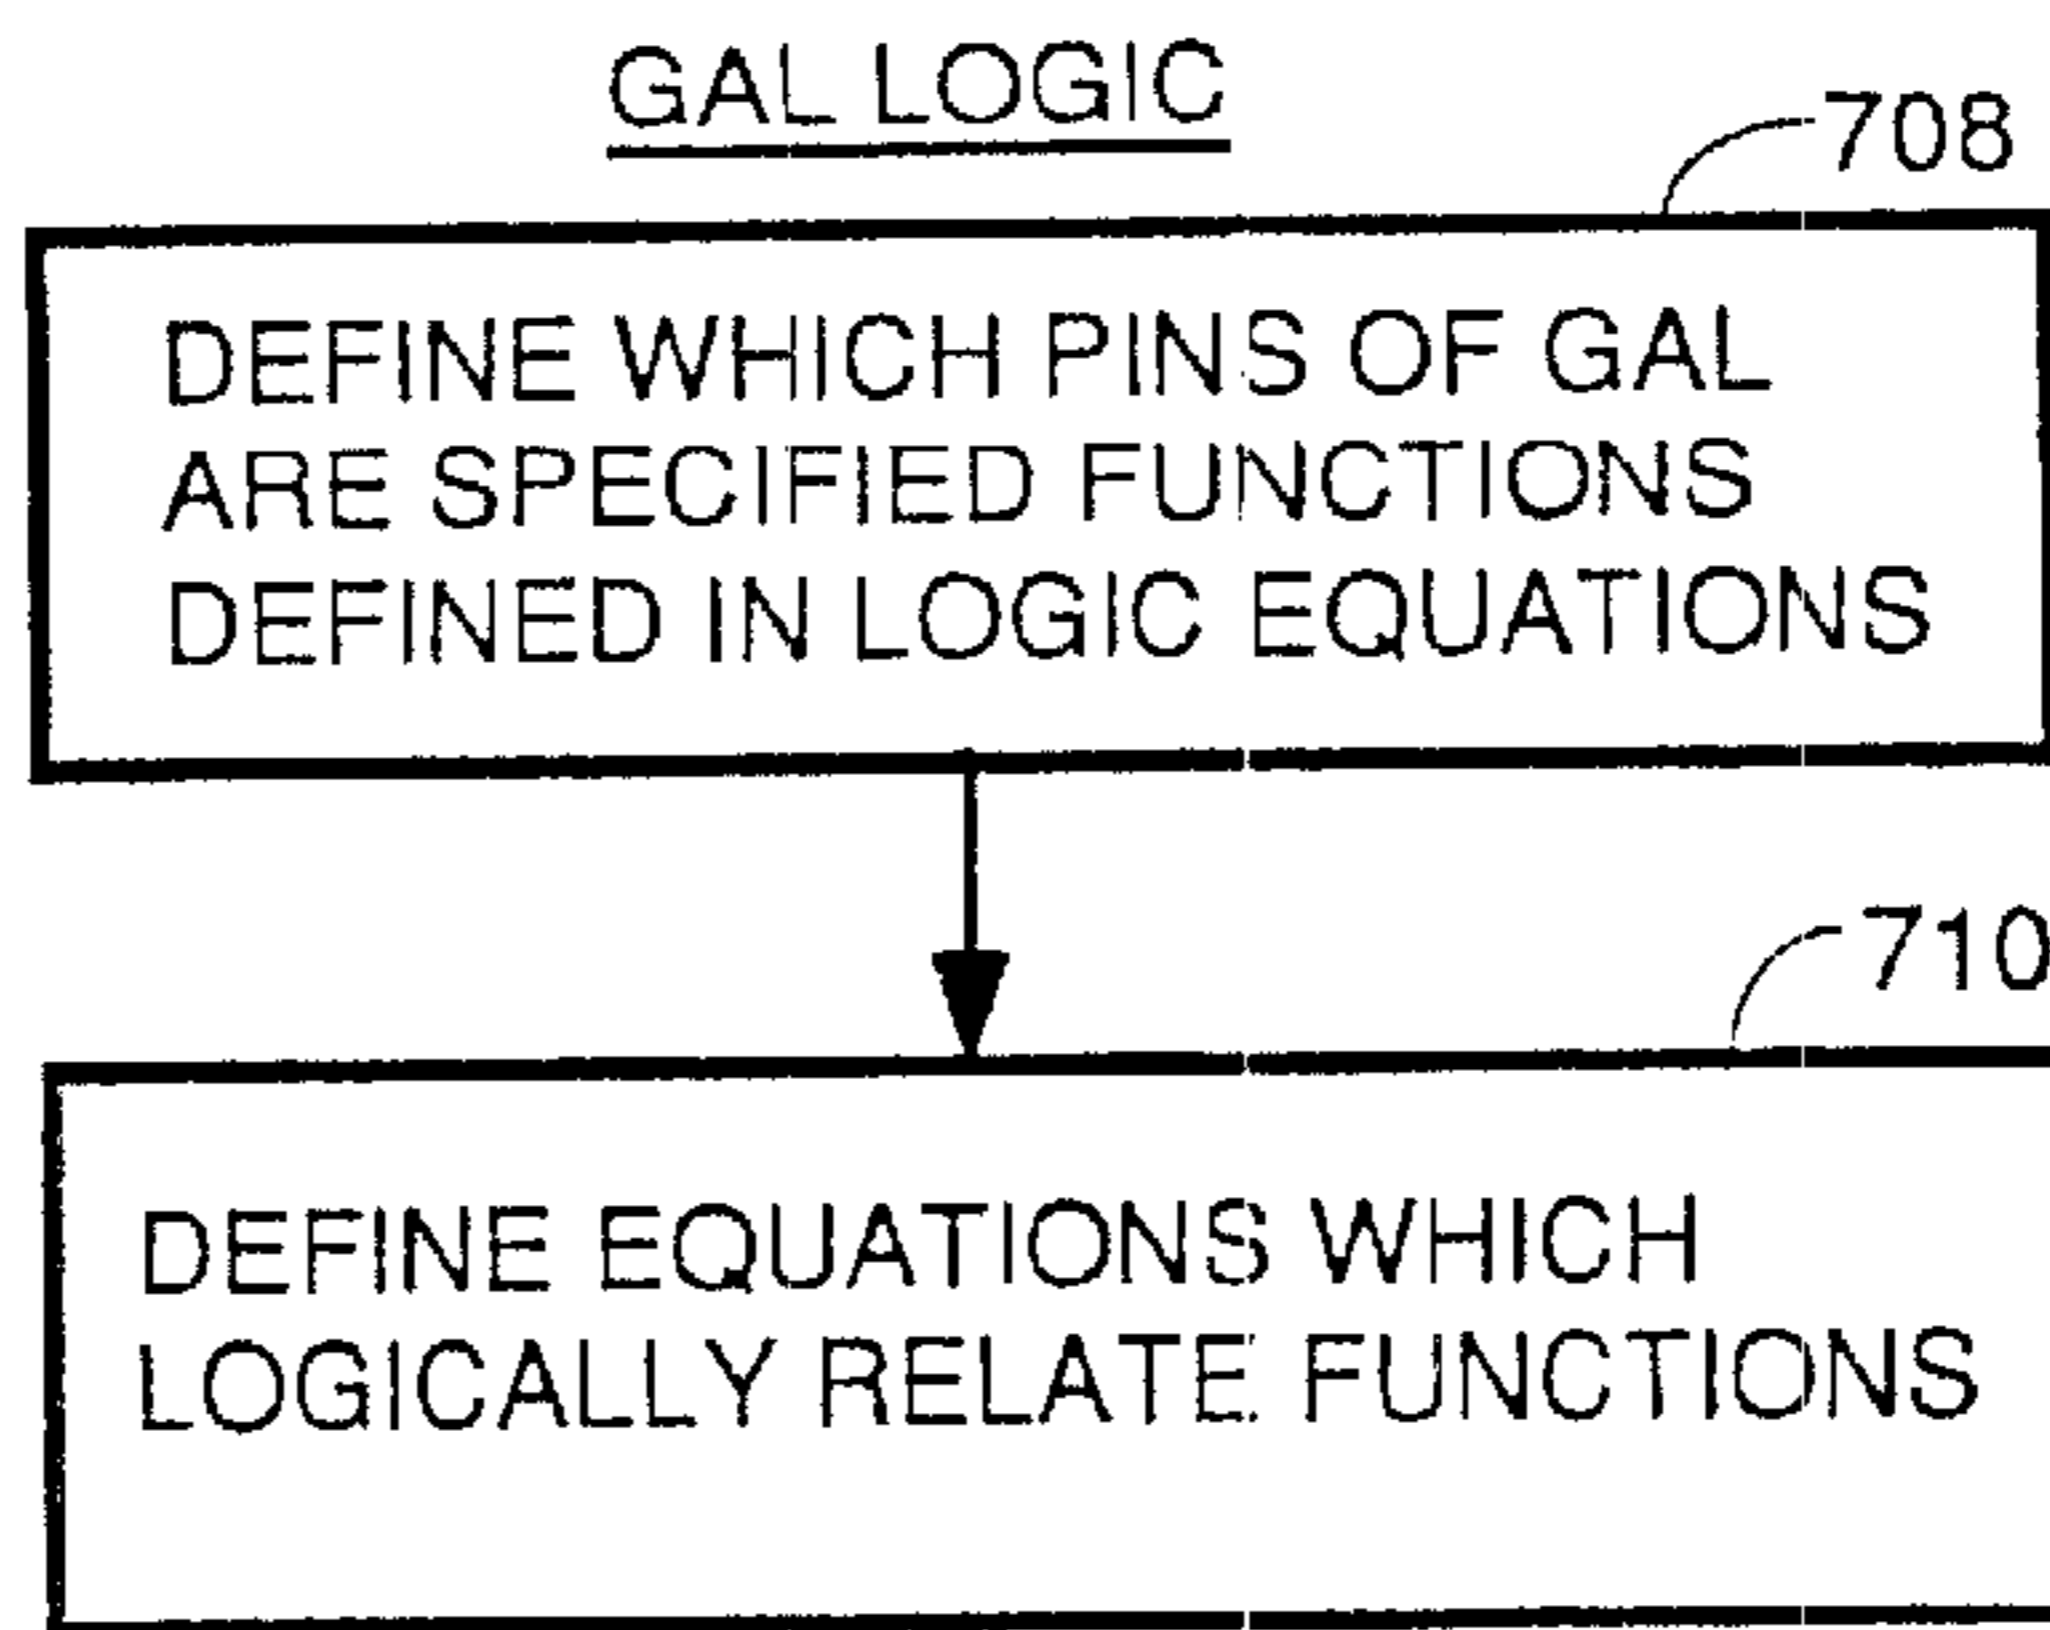 GAL LOGIC
708
DEFINE WHICH PINS OF GAL
ARE SPECIFIED FUNCTIONS
DEFINED IN LOGIC EQUATIONS
710
DEFINE EQUATIONS WHICH
LOGICALLY RELATE FUNCTIONS